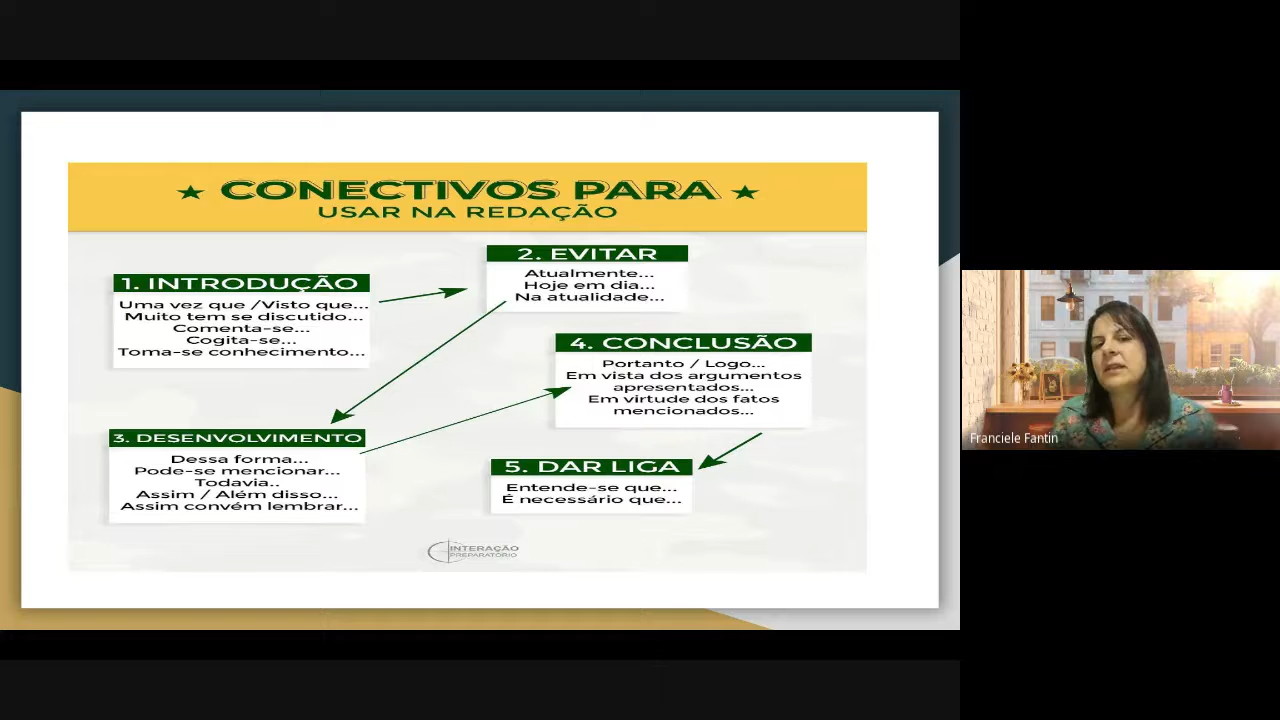 CONECTIVOS PARA
USAR NA REDAÇÃO
1. INTRODUÇÃO
Uma vez que /Visto que...
Muito tem se discutido...
Comenta-se...
Cogita-se...
Toma-se conhecimento...
2. EVITAR
Atualmente...
Hoje em dia...
Na atualidade...
3. DESENVOLVIMENTO
Dessa forma...
Pode-se mencionar...
Todavia..
Assim / Além disso...
Assim convém lembrar...
4. CONCLUSÃO
Portanto / Logo...
Em vista dos argumentos
apresentados...
Em virtude dos fatos
mencionados...
5. DAR LIGA
Entende-se que...
É necessário que...
INTERAÇÃO
PREPARATÓRIO
Franciele Fantin